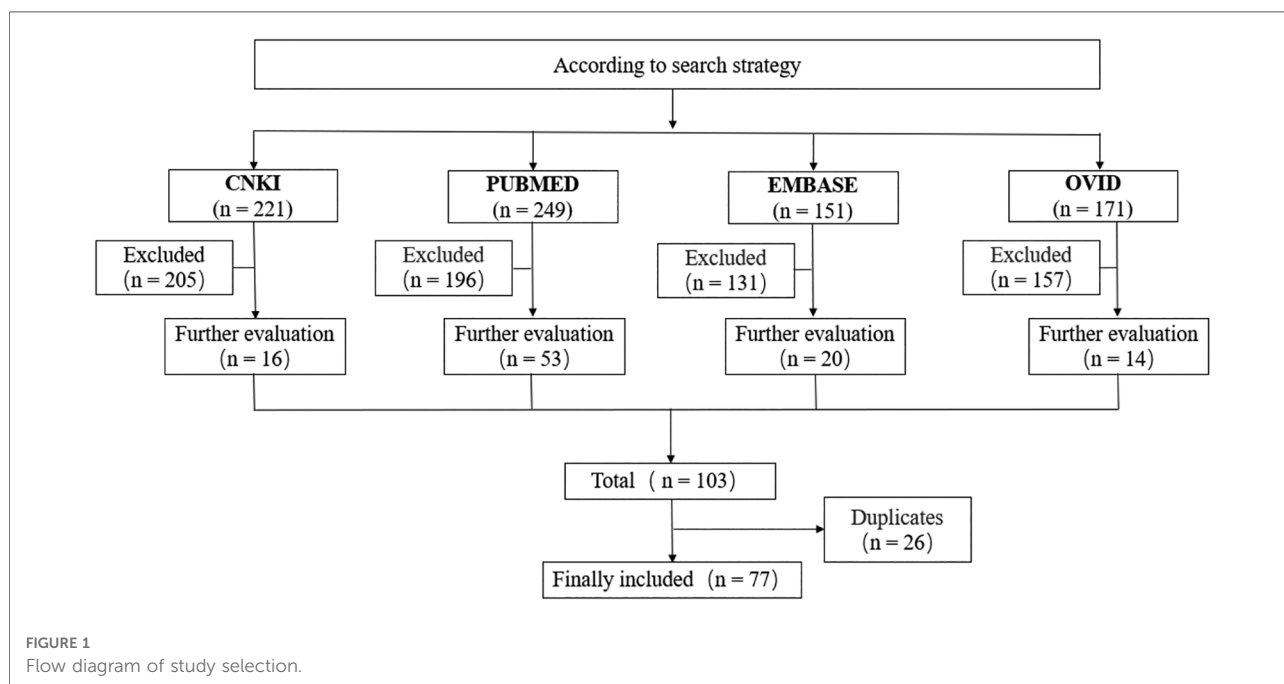 According to search strategy
CNKI
(n = 221)
PUBMED
(n = 249)
EMBASE
(n = 151)
OVID
(n = 171)
Excluded
(n = 205)
Excluded
(n = 196)
Excluded
(n = 131)
Excluded
(n = 157)
Further evaluation
(n = 16)
Further evaluation
(n = 53)
Further evaluation
(n = 20)
Further evaluation
(n = 14)
Total ( n = 103)
Duplicates
(n = 26)
Finally included (n = 77)
FIGURE 1
Flow diagram of study selection.